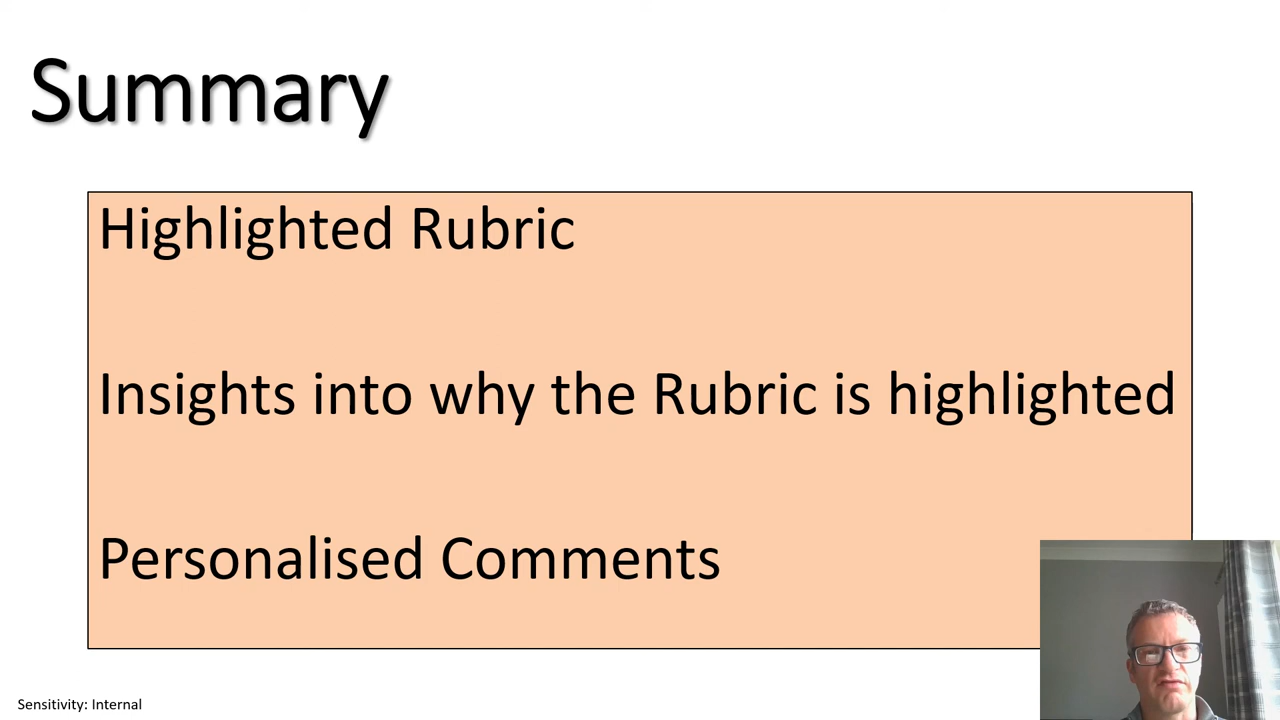 Summary
Highlighted Rubric
Insights into why the Rubric is highlighted
Personalised Comments
Sensitivity: Internal